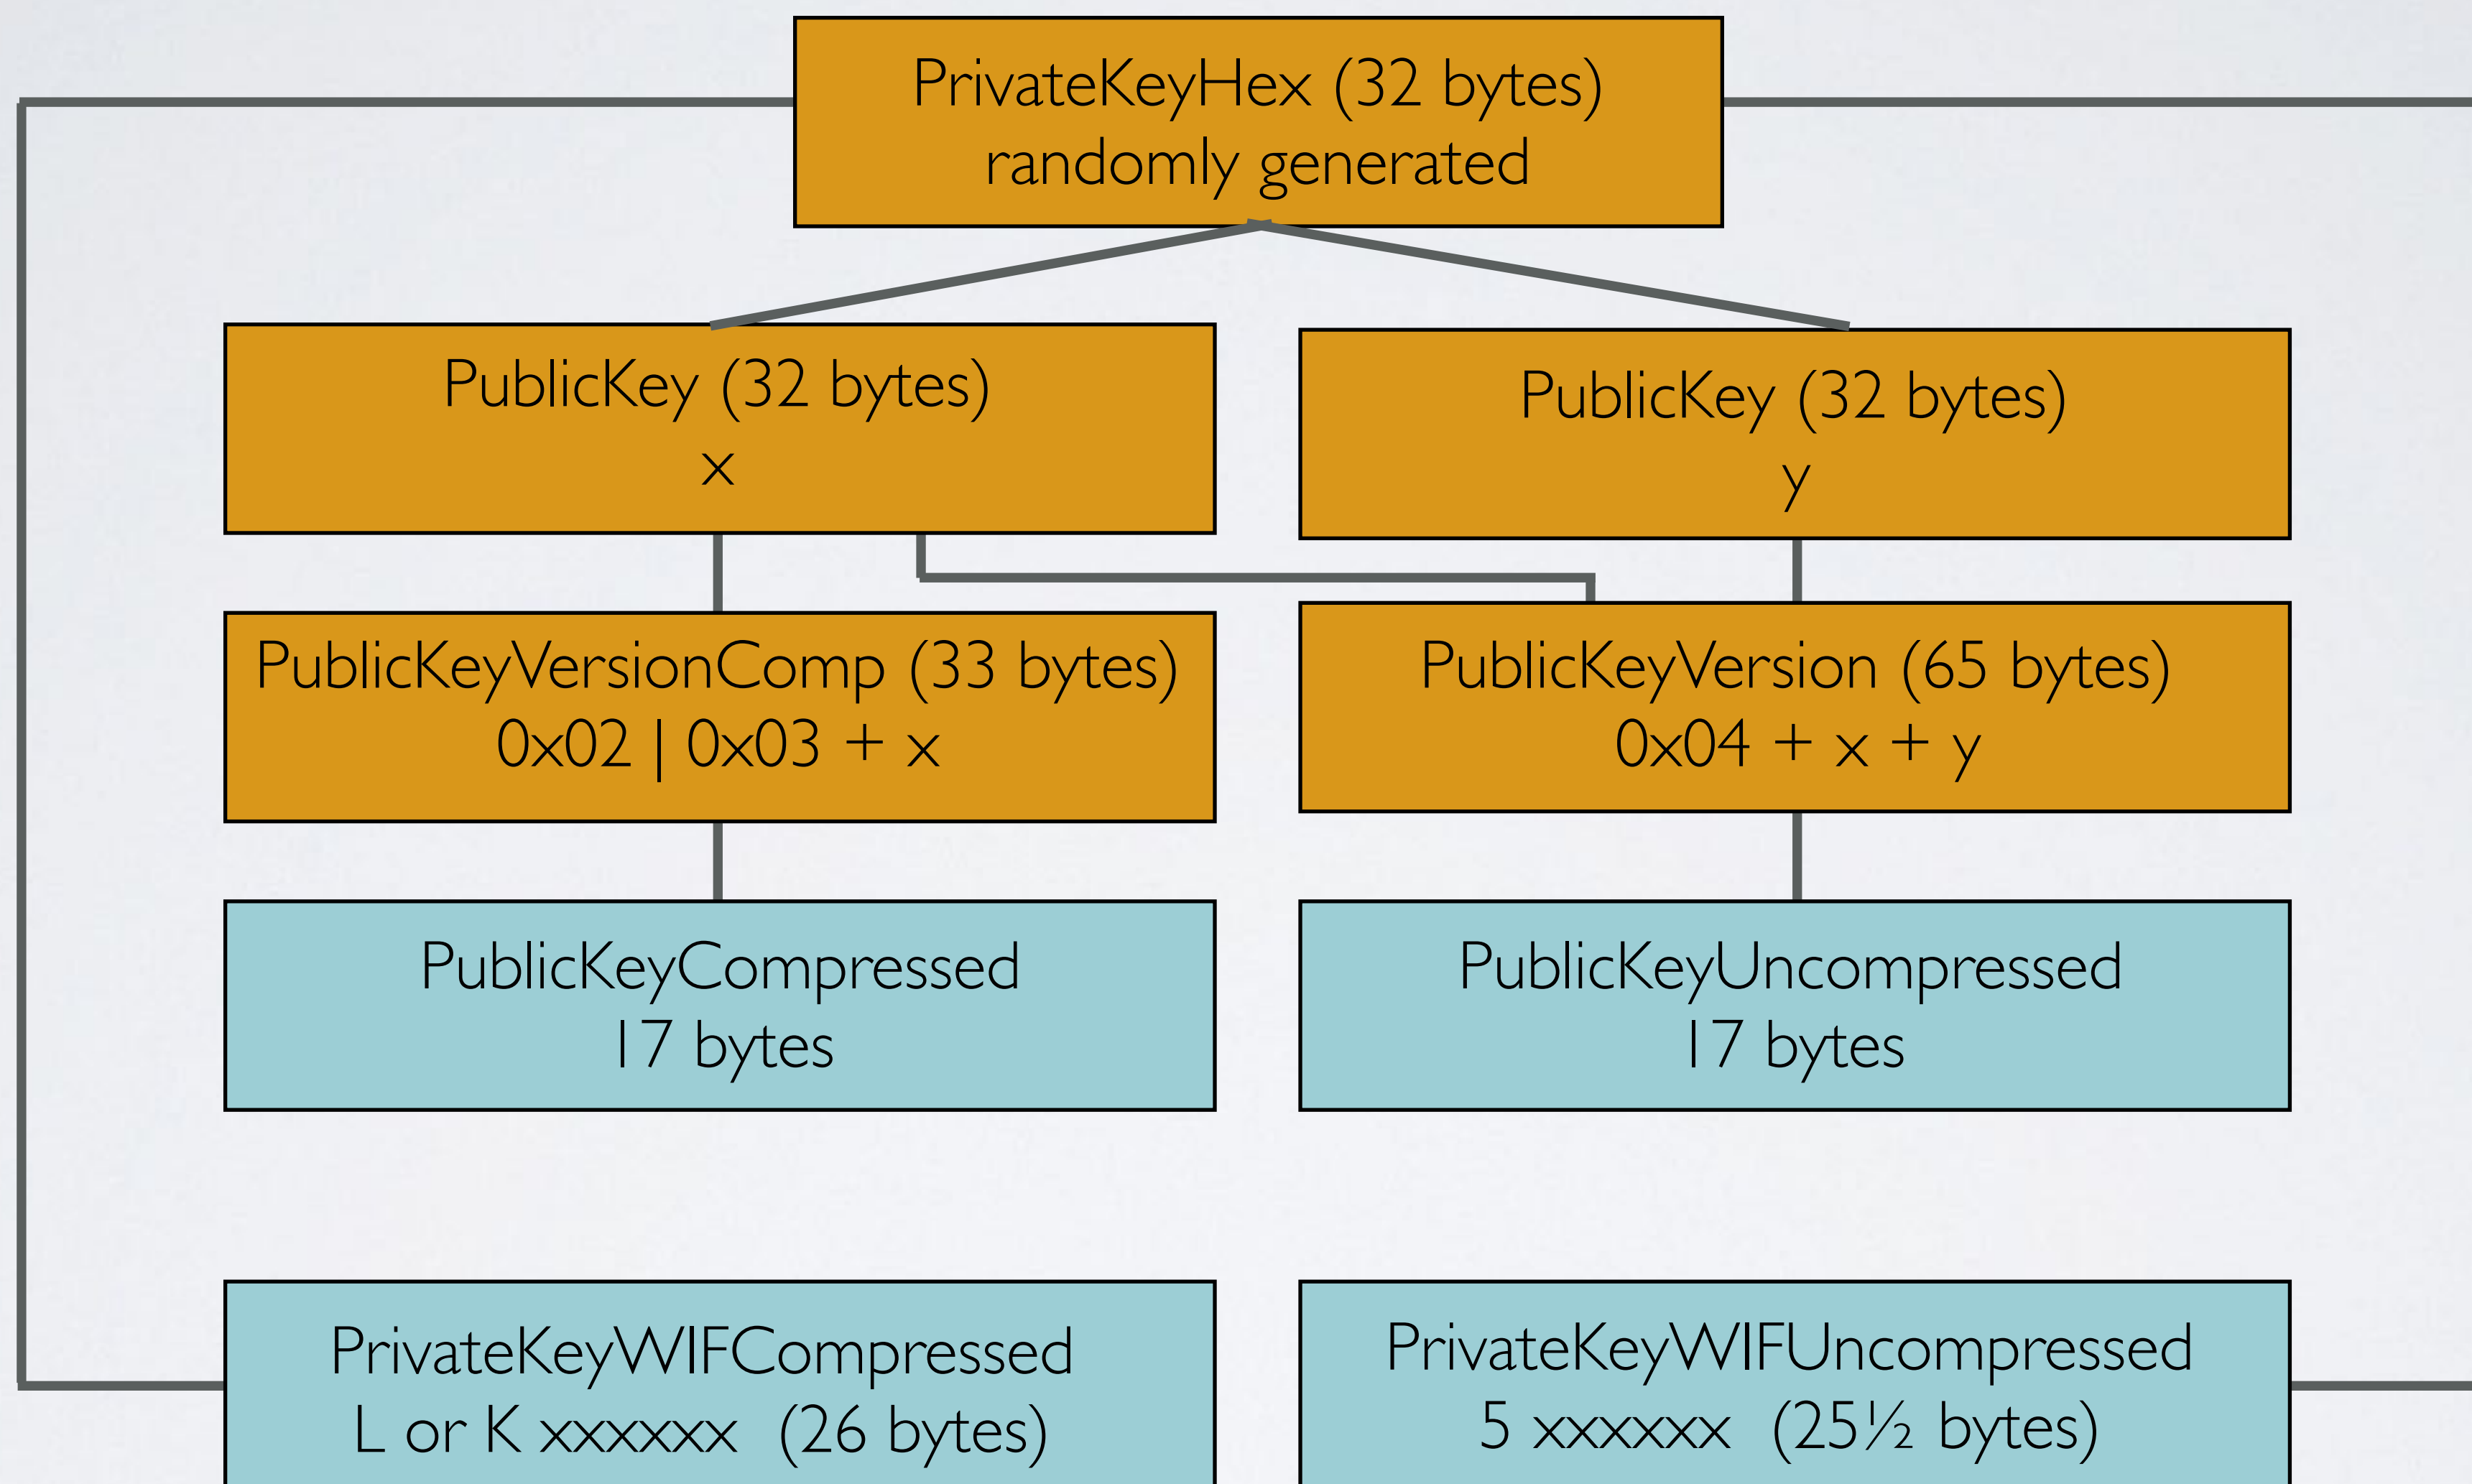 PrivateKeyHex (32 bytes)
randomly generated
PublicKey (32 bytes)
x
PublicKey (32 bytes)
y
PublicKeyVersionComp (33 bytes)
0x02 | 0x03 + x
PublicKeyVersion (65 bytes)
0x04 + x + y
PublicKeyCompressed
17 bytes
PublicKeyUncompressed
17 bytes
PrivateKeyWIFCompressed
L or K xxxxxx (26 bytes)
PrivateKeyWIFUncompressed
5 xxxxxx (25½ bytes)